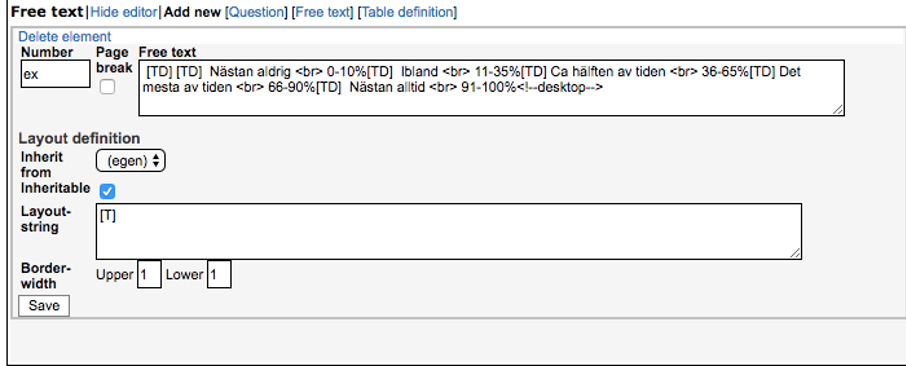 Free text|Hide editor|Add new [Question] [Free text] [Table definition]
Delete element
Number Page break Free text
ex
[TD] [TD]  Nästan aldrig <br> 0-10%[TD]  Ibland <br> 11-35%[TD] Ca hälften av tiden <br> 36-65%[TD] Det
mesta av tiden <br> 66-90%[TD]  Nästan alltid <br> 91-100%<!--desktop-->
Layout definition
Inherit
from
(egen)
Inheritable
Layout-
string
[T]
Border-
width
Upper 1 Lower 1
Save